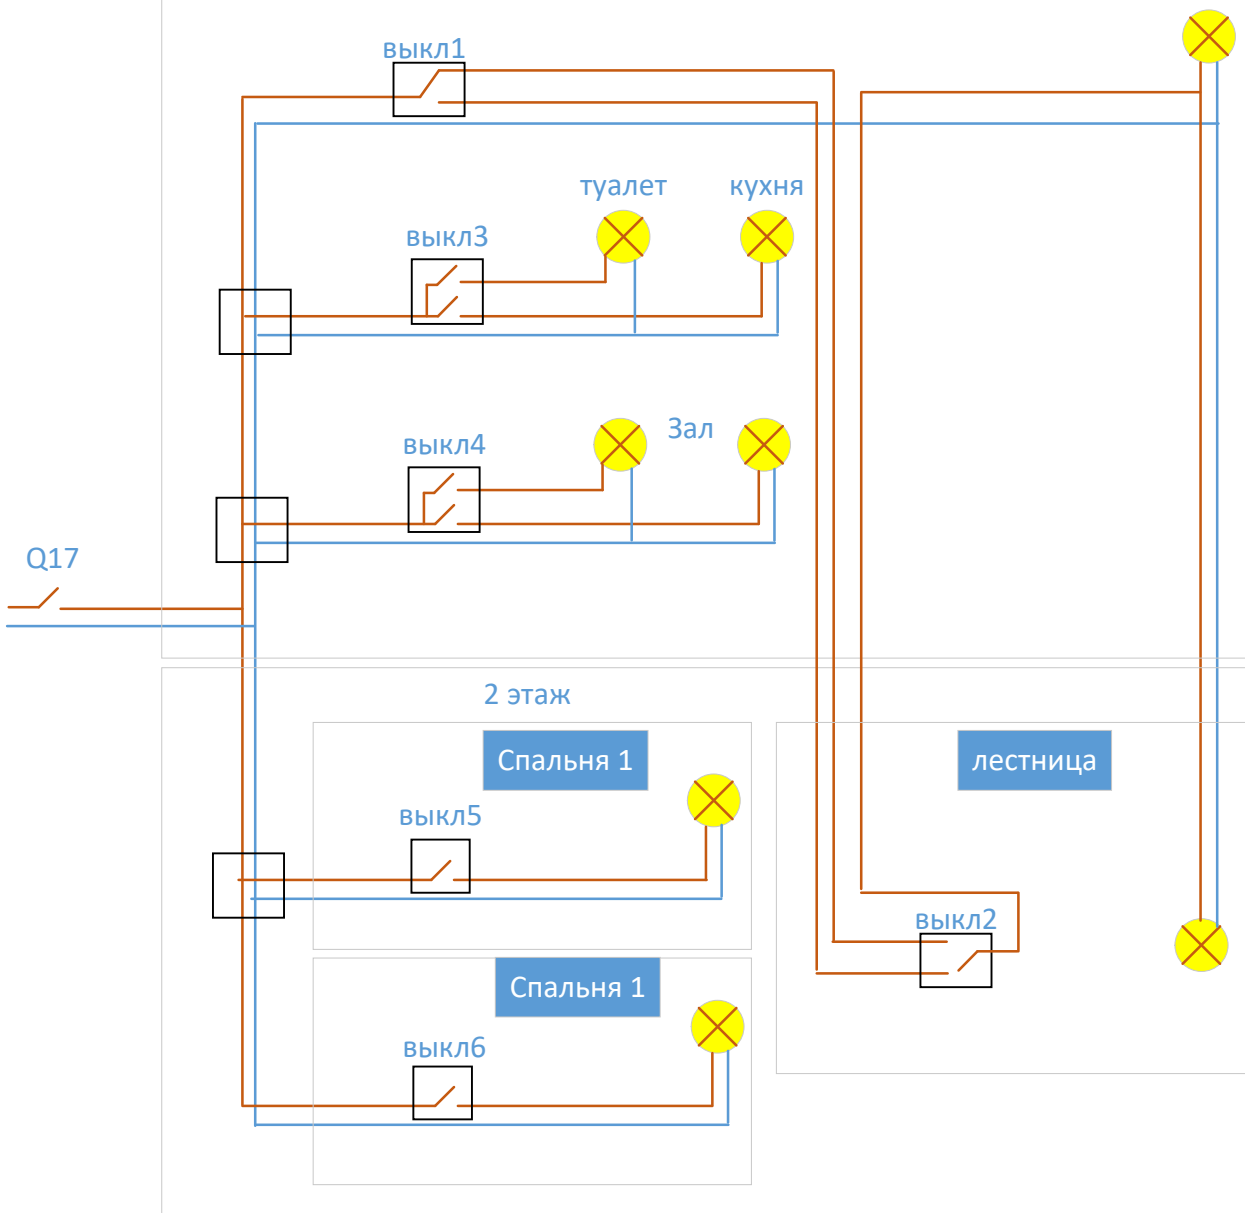 выкл1
туалет
кухня
выкл3
Зал
выкл4
Q17
2 этаж
Спальня 1
лестница
выкл5
выкл2
Спальня 1
выкл6